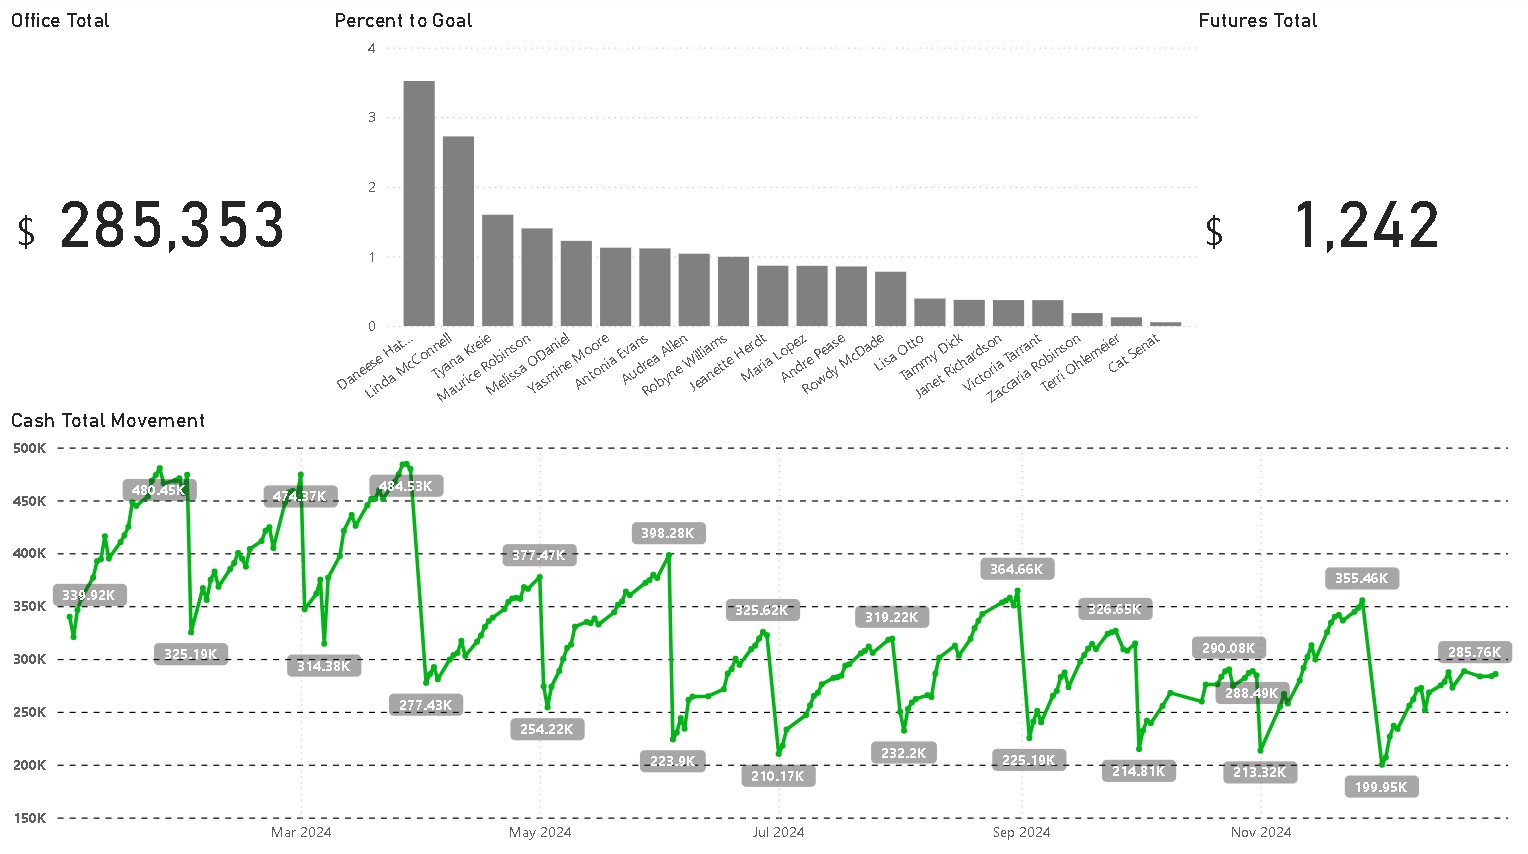 Office Total
Percent to Goal
Futures Total
4
3
2
1
0
$ 285,353
$ 1,242
Daneese Hat...
Linda McConnell
Tyana Kreie
Maurice Robinson
Melissa ODaniel
Yasmine Moore
Antonia Evans
Audrea Allen
Robyne Williams
Jeanette Herdt
Maria Lopez
Andre Pease
Rowdy McDade
Lisa Otto
Tammy Dick
Janet Richardson
Victoria Tarrant
Zaccaria Robinson
Terri Ohlemeier
Cat Senat
Cash Total Movement
500K
450K
400K
350K
300K
250K
200K
150K
339.92K
480.45K
325.19K
474.37K
314.38K
484.53K
277.43K
377.47K
254.22K
398.28K
223.9K
325.62K
210.17K
319.22K
232.2K
364.66K
225.19K
326.65K
214.81K
290.08K
288.49K
213.32K
355.46K
199.95K
285.76K
Mar 2024
May 2024
Jul 2024
Sep 2024
Nov 2024